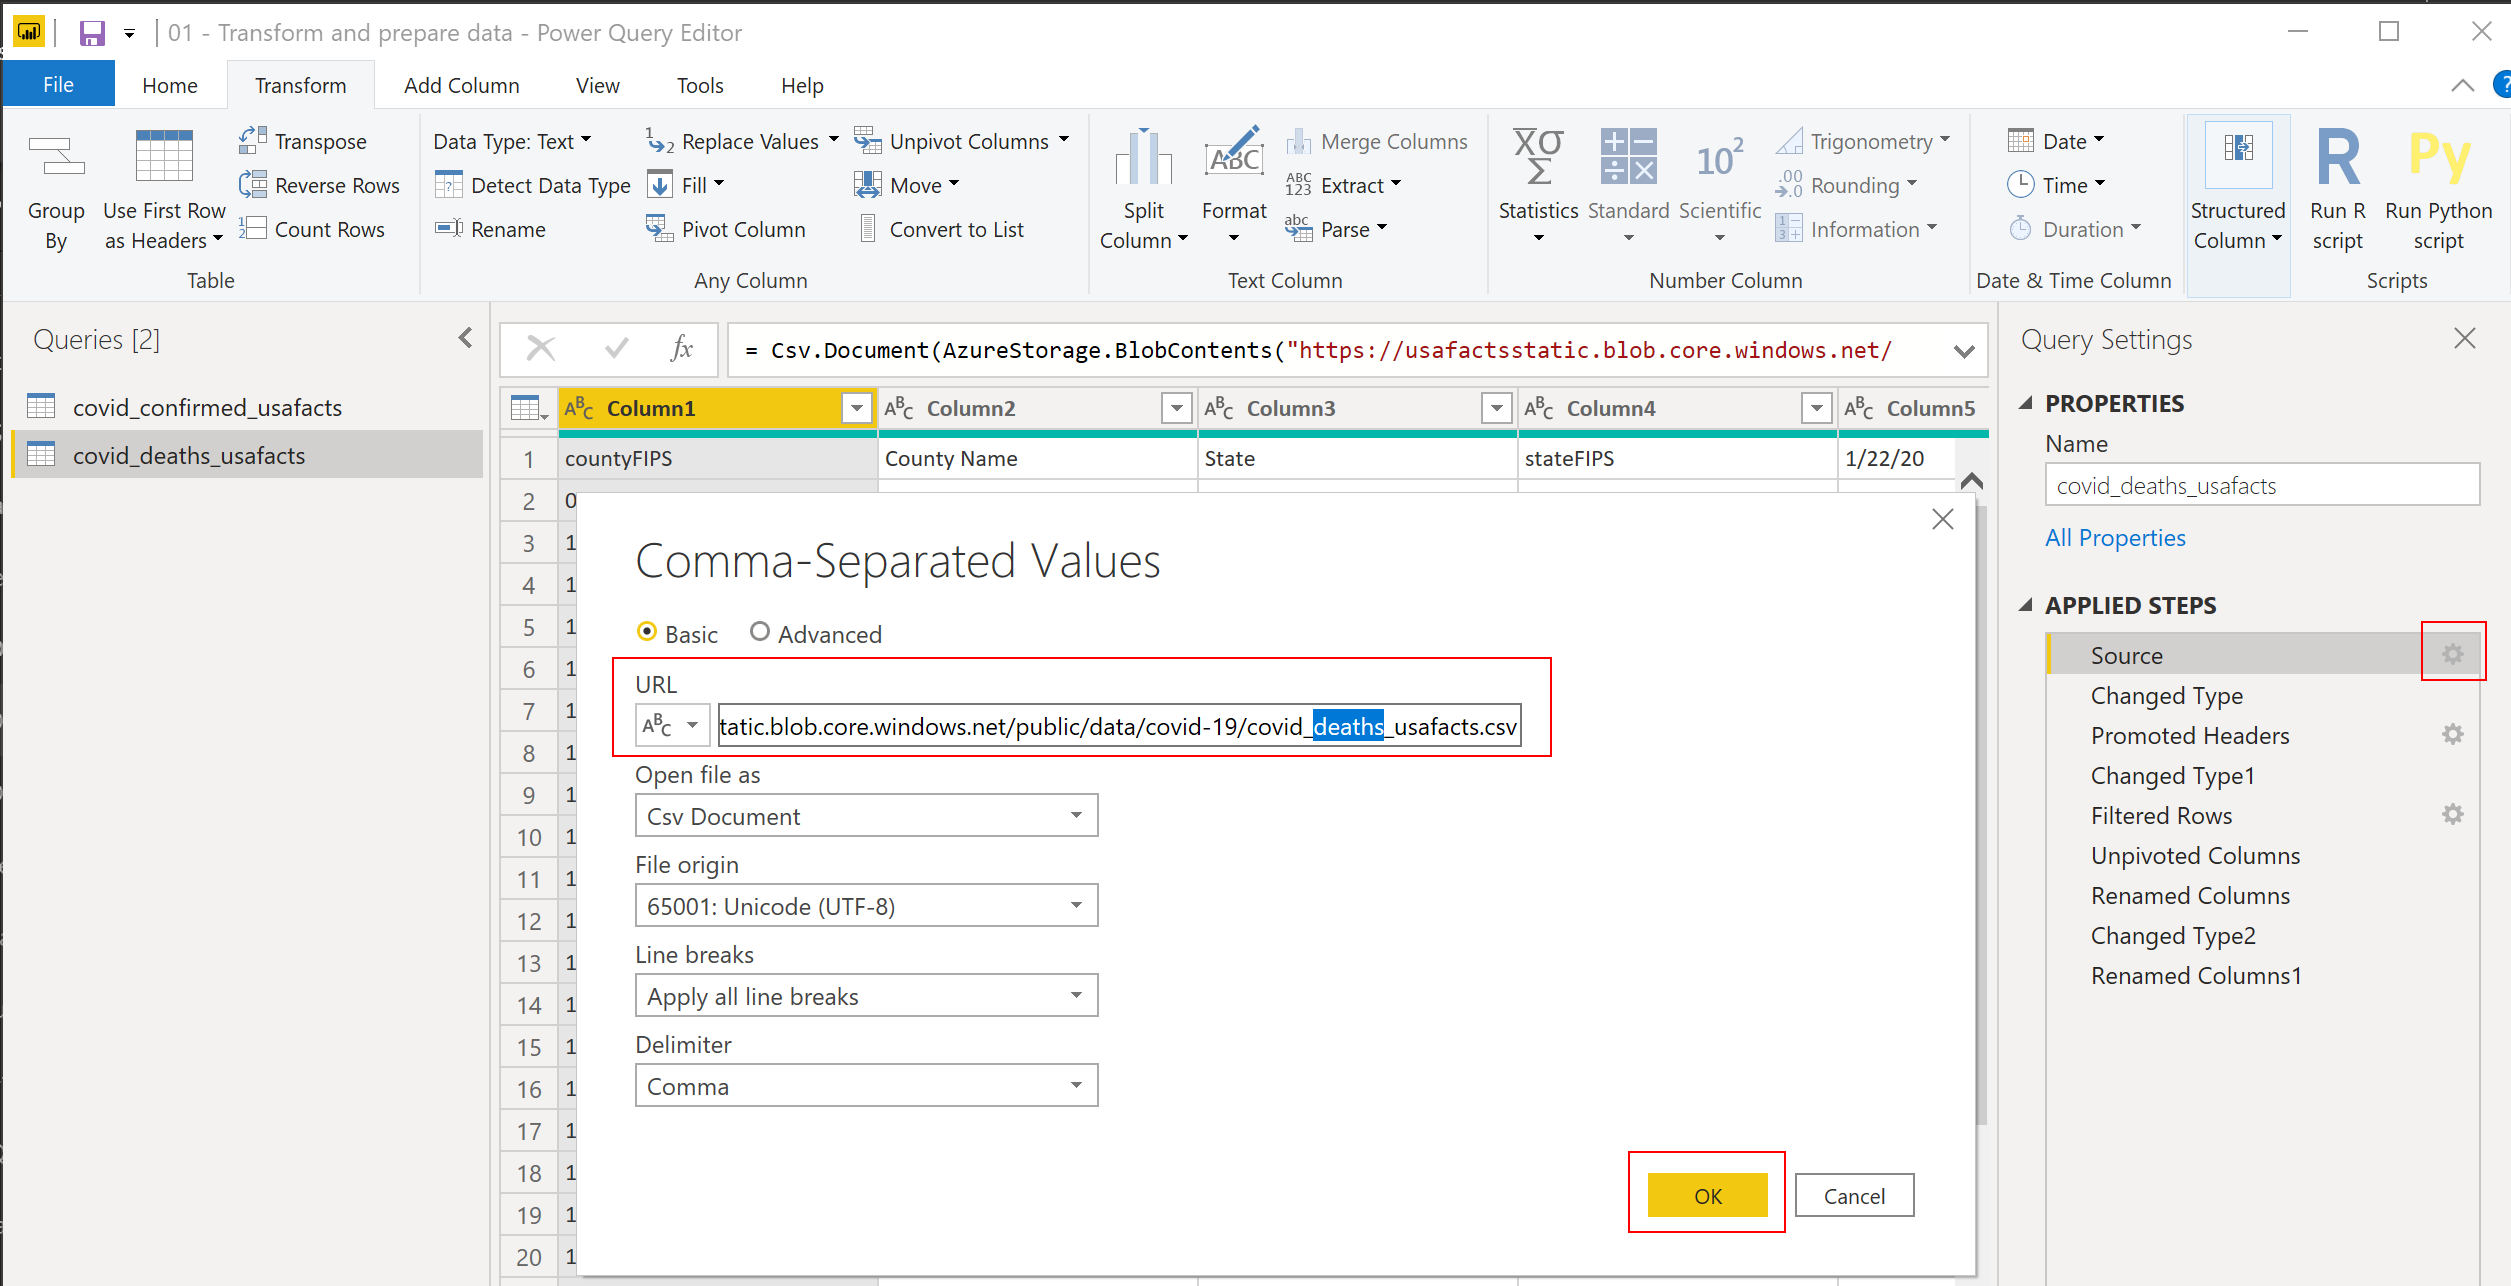 01 - Transform and prepare data - Power Query Editor
File Home Transform Add Column View Tools Help
Group By
Use First Row as Headers
Transpose
Reverse Rows
Count Rows
Table
Data Type: Text
Detect Data Type
Rename
Replace Values
Fill
Pivot Column
Unpivot Columns
Move
Convert to List
Any Column
Split Column
Format
Merge Columns
Extract
Parse
Text Column
Statistics
Standard
Scientific
Trigonometry
Rounding
Information
Number Column
Date
Time
Duration
Date & Time Column
Structured Column
Run R script
Run Python script
Scripts
Queries [2]
covid_confirmed_usafacts
covid_deaths_usafacts
fx
= Csv.Document(AzureStorage.BlobContents("https://usafactsstatic.blob.core.windows.net/
Column1 Column2 Column3 Column4 Column5
1 countyFIPS County Name State stateFIPS 1/22/20
2 0
3 1
4 1
5 1
6 1
7 1
8 1
9 1
10 1
11 1
12 1
13 1
14 1
15 1
16 1
17 1
18 1
19 1
20 1
Comma-Separated Values
Basic Advanced
URL
tatic.blob.core.windows.net/public/data/covid-19/covid_deaths_usafacts.csv
Open file as
Csv Document
File origin
65001: Unicode (UTF-8)
Line breaks
Apply all line breaks
Delimiter
Comma
OK Cancel
Query Settings
PROPERTIES
Name
covid_deaths_usafacts
All Properties
APPLIED STEPS
Source
Changed Type
Promoted Headers
Changed Type1
Filtered Rows
Unpivoted Columns
Renamed Columns
Changed Type2
Renamed Columns1